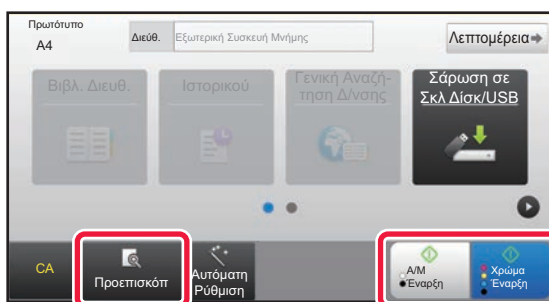 Πρωτότυπο
A4
Διεύθ.
Εξωτερική Συσκευή Μνήμης
Λεπτομέρεια
Βιβλ. Διευθ.
Ιστορικού
Γενική Αναζή-
τηση Δ/νσης
Σάρωση σε
Σκλ Δίσκ/USB
CA
Προεπισκόπ
Αυτόματη
Ρύθμιση
A/M
Έναρξη
Χρώμα
Έναρξη